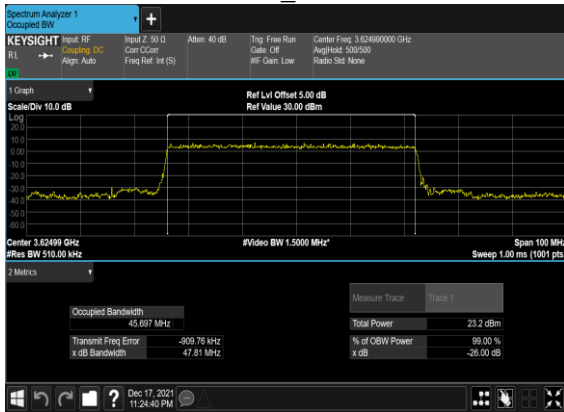 Spectrum Analyzer 1
Occupied BW
+
KEYSIGHT Input: RF Input Z: 50 Ω Atten: 40 dB Trig: Free Run Center Freq: 3.624990000 GHz
RL Coupling: DC Corr CCorr Gate: Off Avg|Hold: 500/500
Align: Auto Freq Ref: Int (S) #IF Gain: Low Radio Std: None
LXI
1 Graph
Scale/Div 10.0 dB Ref Lvl Offset 5.00 dB
Ref Value 30.00 dBm
Log
20.0
10.0
0.00
-10.0
-20.0
-30.0
-40.0
-50.0
-60.0
Center 3.62499 GHz #Video BW 1.5000 MHz* Span 100 MHz
#Res BW 510.00 kHz Sweep 1.00 ms (1001 pts
2 Metrics
Measure Trace Trace 1
Occupied Bandwidth
45.697 MHz Total Power 23.2 dBm
Transmit Freq Error -909.76 kHz % of OBW Power 99.00 %
x dB Bandwidth 47.81 MHz x dB -26.00 dB
? Dec 17, 2021
11:24:40 PM